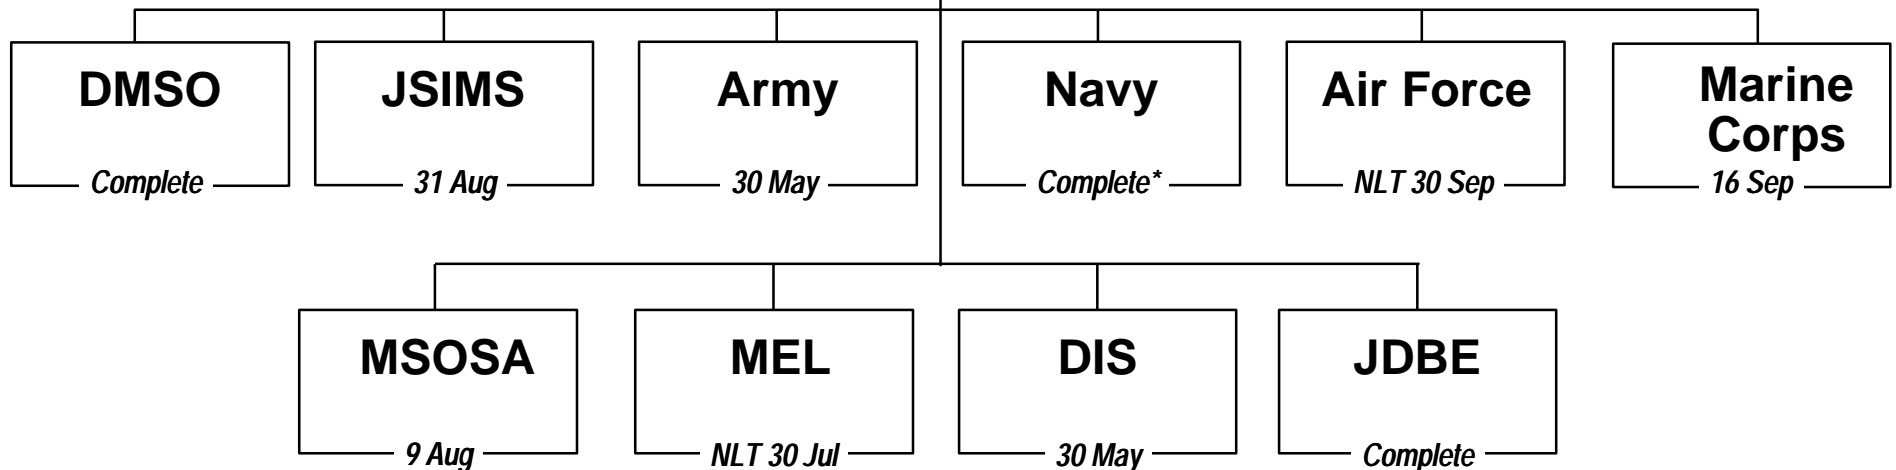 DMSO
Complete
JSIMS
31 Aug
Army
30 May
Navy
Complete*
Air Force
NLT 30 Sep
Marine
Corps
16 Sep
MSOSA
9 Aug
MEL
NLT 30 Jul
DIS
30 May
JDBE
Complete